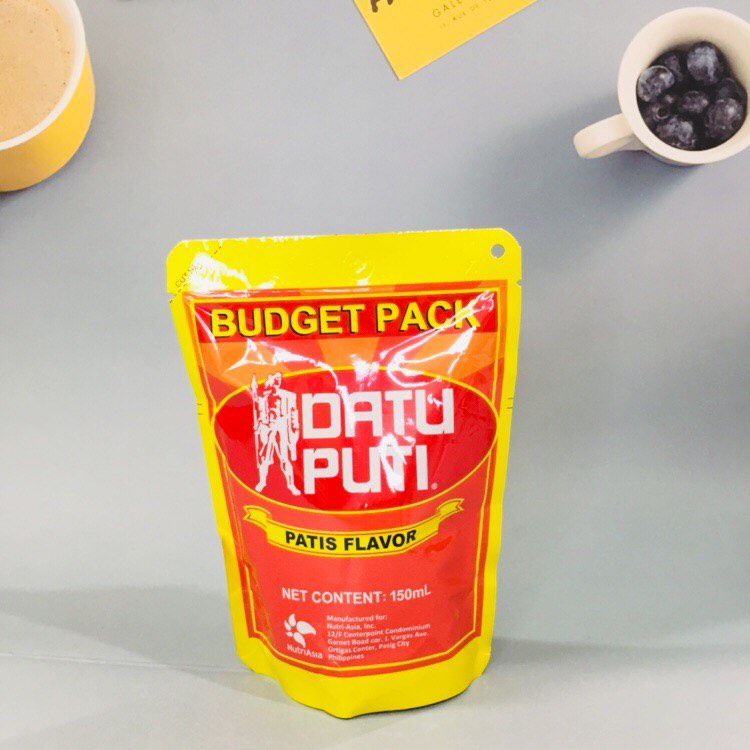 GALL
BUDGET PACK
DATU
PUTI®
PATIS FLAVOR
NET CONTENT: 150mL
NutriAsia
Manufactured for:
Nutri-Asia, Inc.
12/F Centerpoint Condominium
Garnet Road cor. J. Vargas Ave.
Ortigas Center, Pasig City
Philippines